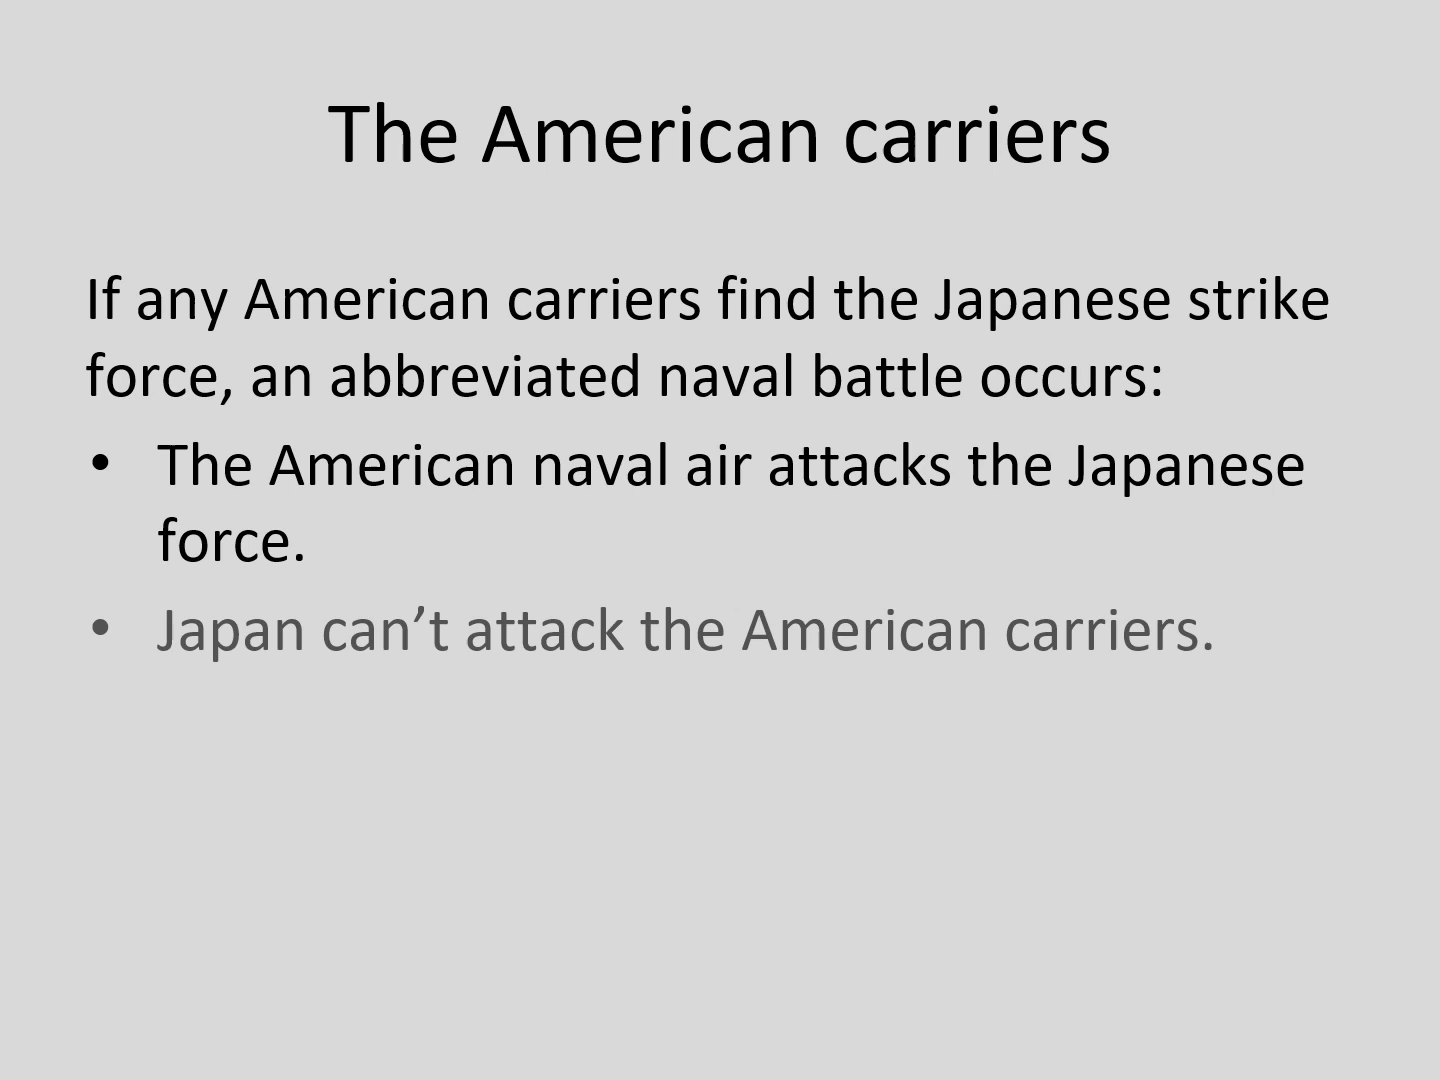 The American carriers
If any American carriers find the Japanese strike
force, an abbreviated naval battle occurs:
• The American naval air attacks the Japanese
force.
• Japan can’t attack the American carriers.